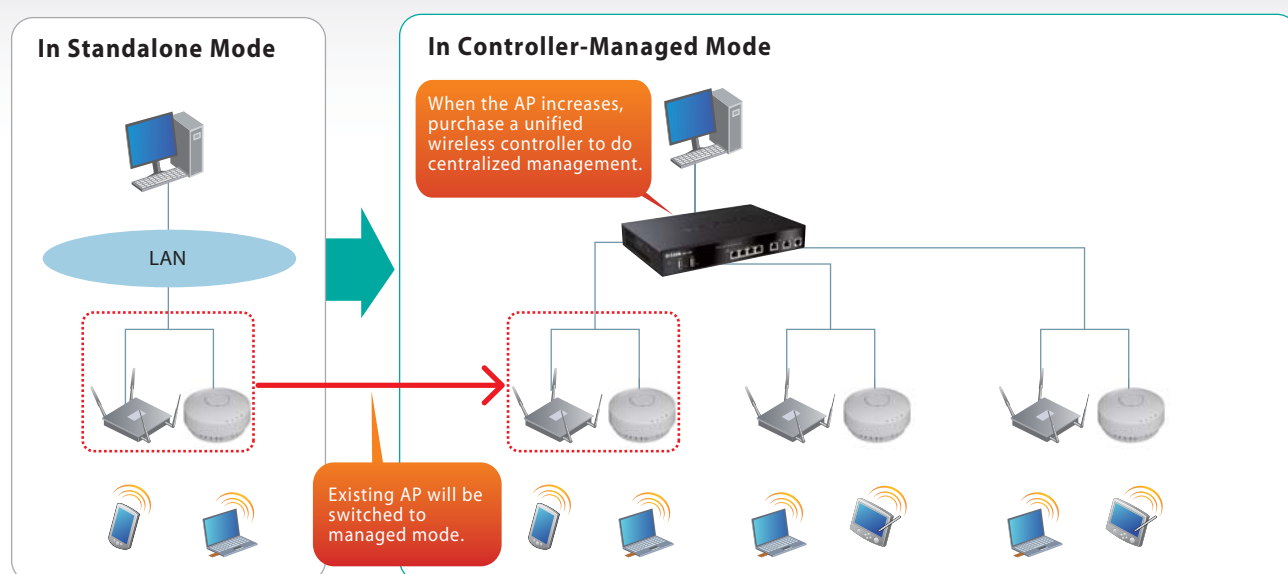 In Standalone Mode
LAN
Existing AP will be
switched to
managed mode.
In Controller-Managed Mode
When the AP increases,
purchase a unified
wireless controller to do
centralized management.
D-Link